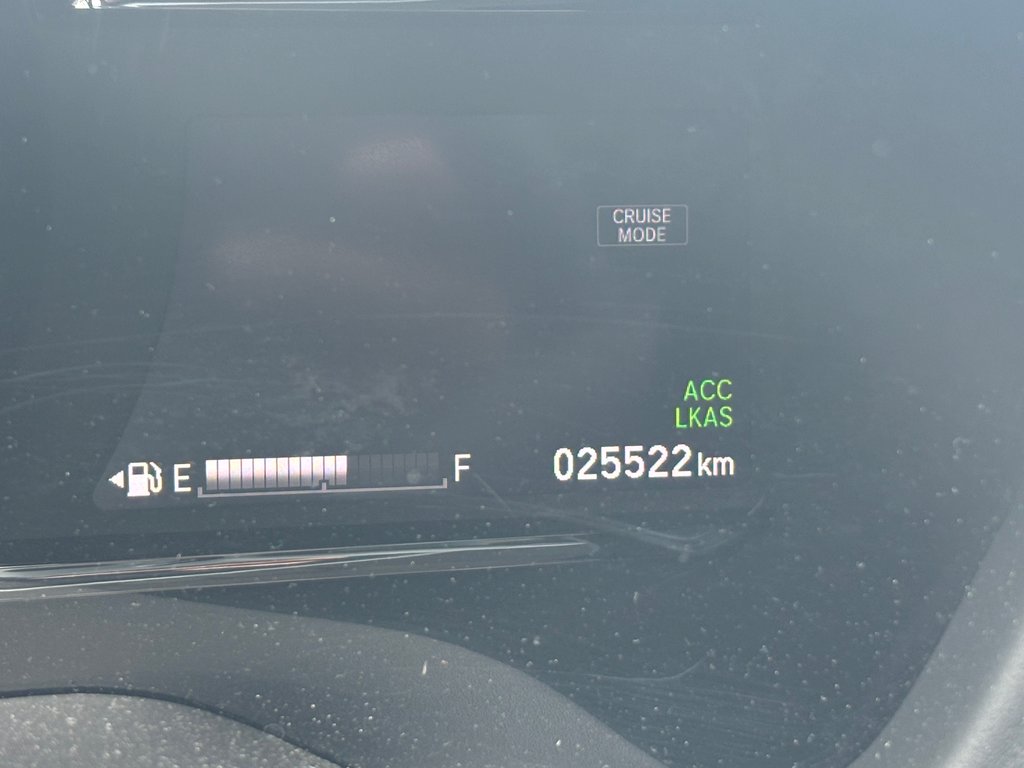 CRUISE
MODE
ACC
LKAS
E F 025522km